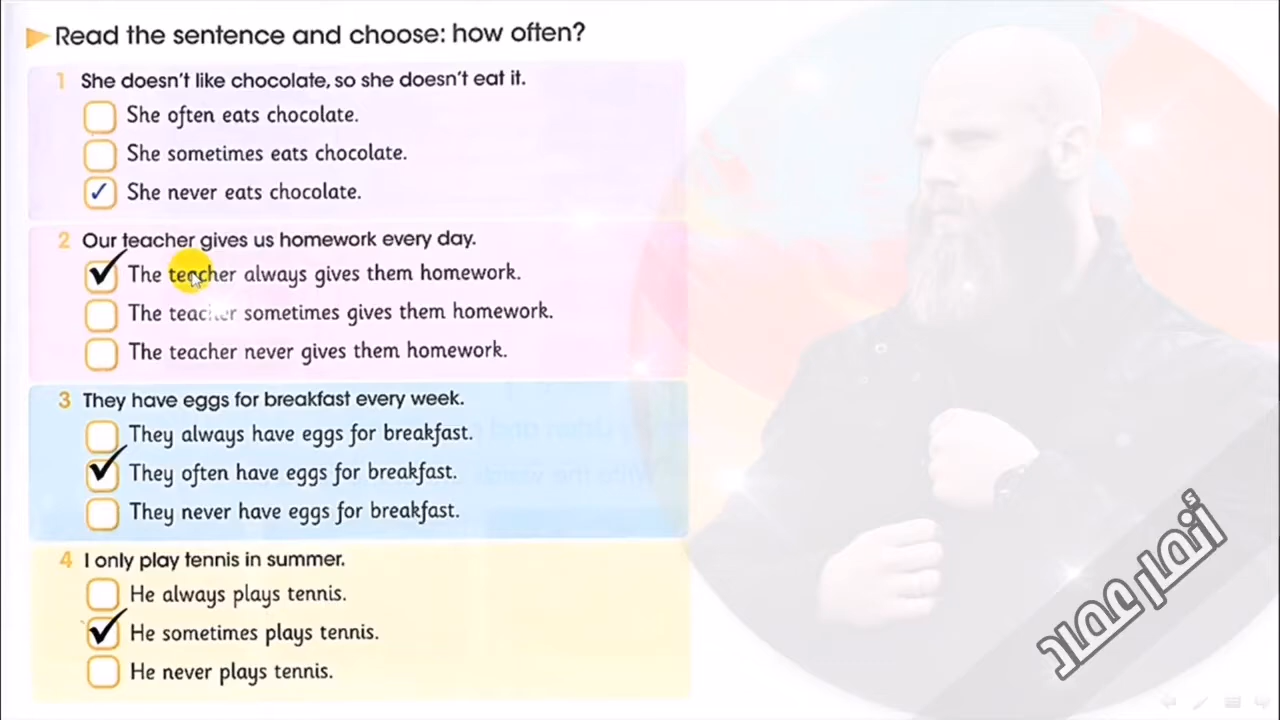 Read the sentence and choose: how often?
1 She doesn't like chocolate, so she doesn't eat it.
She often eats chocolate.
She sometimes eats chocolate.
✓ She never eats chocolate.
2 Our teacher gives us homework every day.
✓ The teacher always gives them homework.
The teacher sometimes gives them homework.
The teacher never gives them homework.
3 They have eggs for breakfast every week.
They always have eggs for breakfast.
✓ They often have eggs for breakfast.
They never have eggs for breakfast.
4 I only play tennis in summer.
He always plays tennis.
✓ He sometimes plays tennis.
He never plays tennis.
أنمار عماد